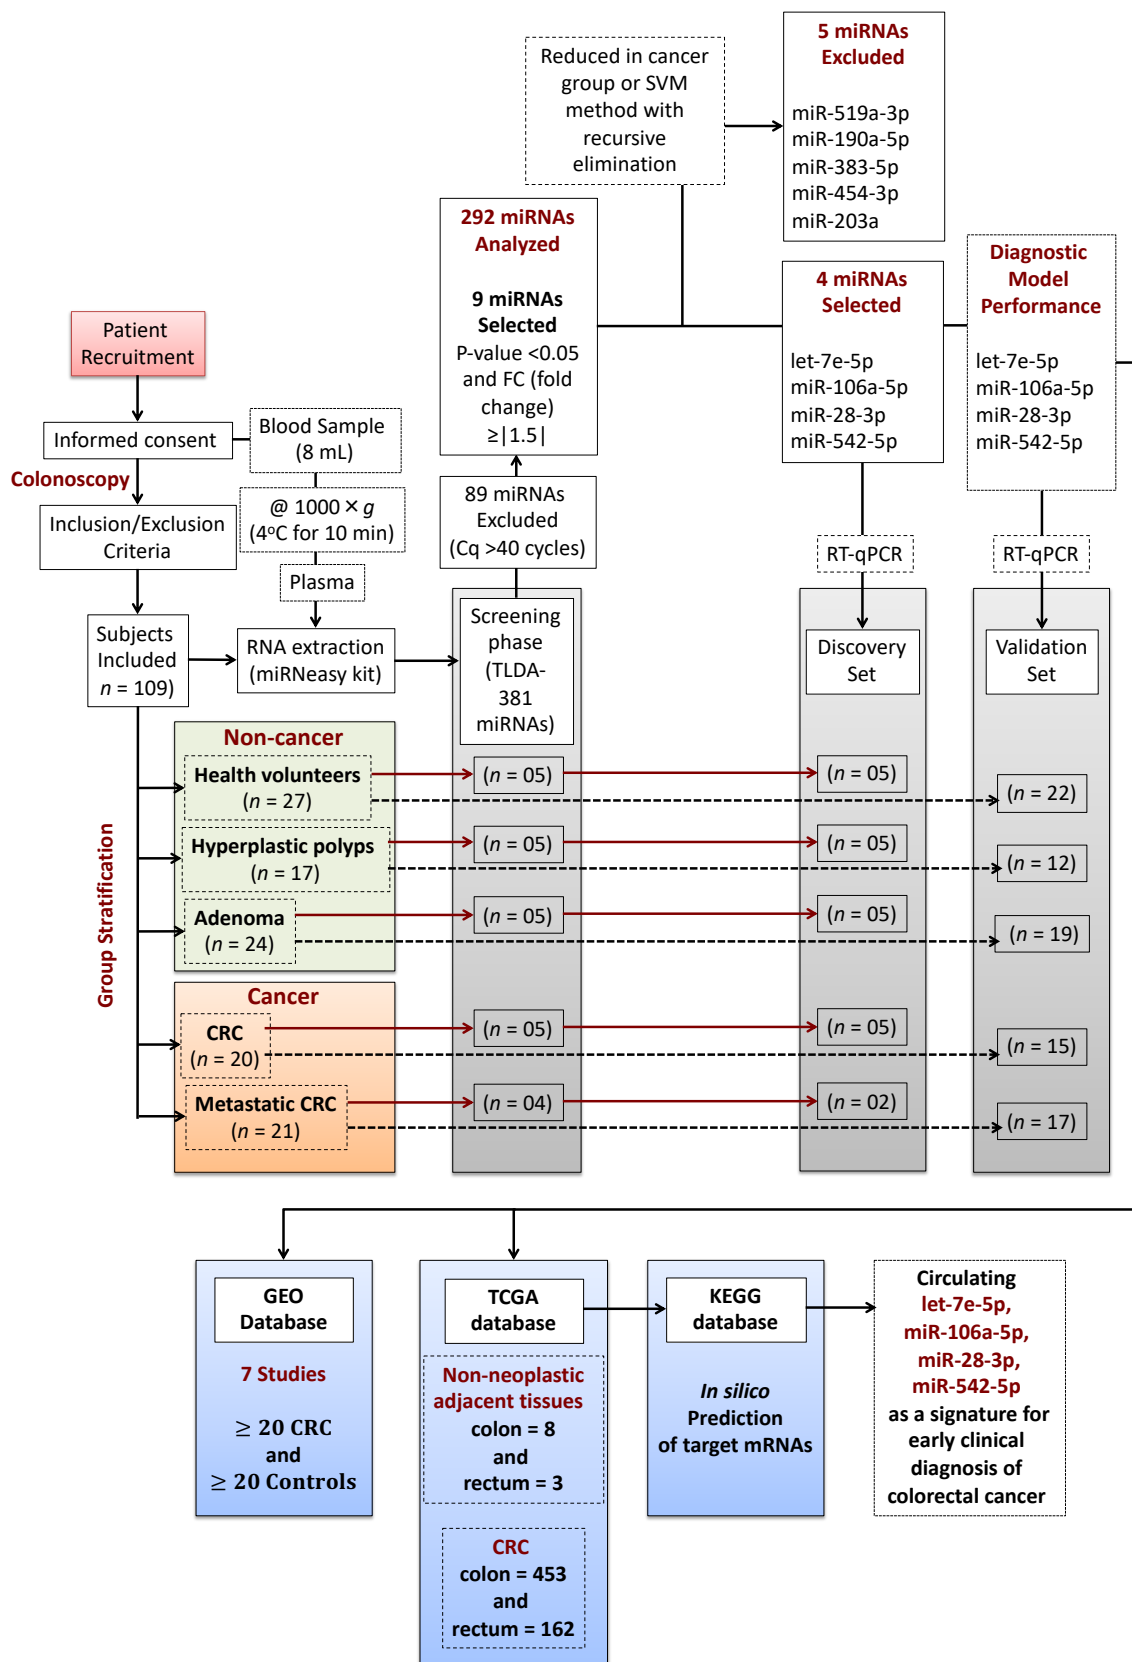 Patient
Recruitment
Informed consent
Colonoscopy
Inclusion/Exclusion
Criteria
Subjects
Included
n = 109)
Blood Sample
(8 mL)
@ 1000 × g
(4ºC for 10 min)
Plasma
RNA extraction
(miRNeasy kit)
Screening
phase
(TLDA-
381
miRNAs)
89 miRNAs
Excluded
(Cq >40 cycles)
292 miRNAs
Analyzed
9 miRNAs
Selected
P-value <0.05
and FC (fold
change)
≥|1.5|
Reduced in cancer
group or SVM
method with
recursive
elimination
5 miRNAs
Excluded
miR-519a-3p
miR-190a-5p
miR-383-5p
miR-454-3p
miR-203a
4 miRNAs
Selected
let-7e-5p
miR-106a-5p
miR-28-3p
miR-542-5p
Diagnostic
Model
Performance
let-7e-5p
miR-106a-5p
miR-28-3p
miR-542-5p
RT-qPCR
RT-qPCR
Discovery
Set
Validation
Set
Group Stratification
Non-cancer
Health volunteers
(n = 27)
(n = 05)
(n = 05)
(n = 22)
Hyperplastic polyps
(n = 17)
(n = 05)
(n = 05)
(n = 12)
Adenoma
(n = 24)
(n = 05)
(n = 05)
(n = 19)
Cancer
CRC
(n = 20)
(n = 05)
(n = 05)
(n = 15)
Metastatic CRC
(n = 21)
(n = 04)
(n = 02)
(n = 17)
GEO
Database
7 Studies
≥ 20 CRC
and
≥ 20 Controls
TCGA
database
Non-neoplastic
adjacent tissues
colon = 8
and
rectum = 3
CRC
colon = 453
and
rectum = 162
KEGG
database
In silico
Prediction
of target mRNAs
Circulating
let-7e-5p,
miR-106a-5p,
miR-28-3p,
miR-542-5p
as a signature for
early clinical
diagnosis of
colorectal cancer